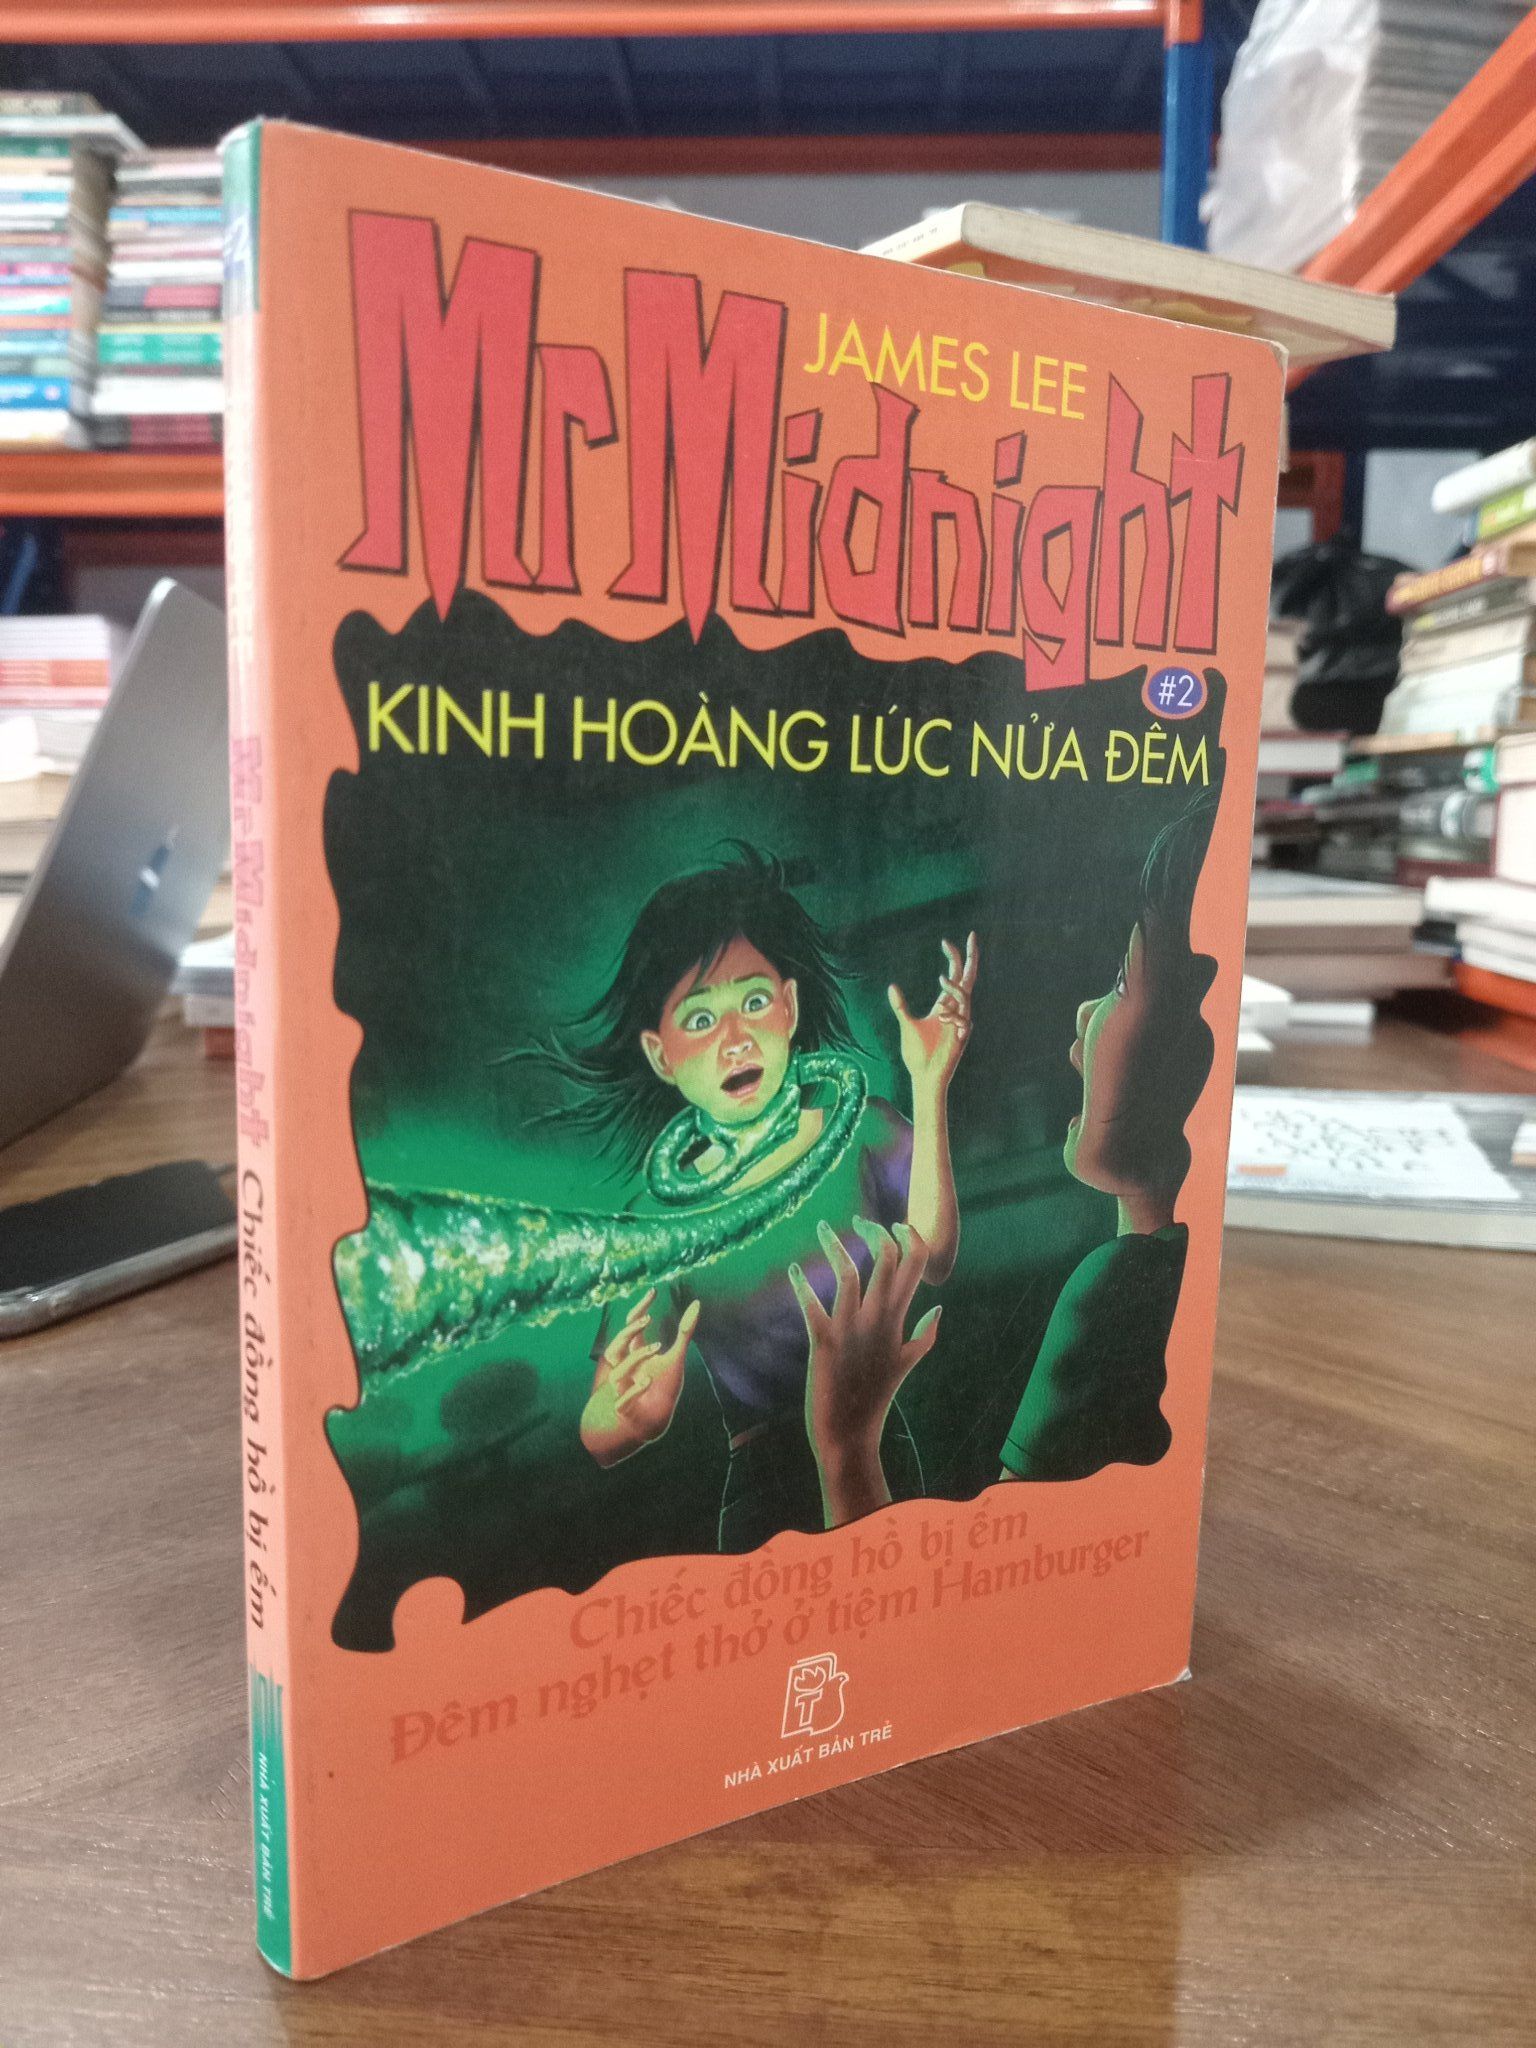 JAMES LEE
Mr Midnight
#2
KINH HOÀNG LÚC NỬA ĐÊM
Chiếc đồng hồ bị ếm
Đêm nghẹt thở ở tiệm Hamburger
NHÀ XUẤT BẢN TRẺ
Mr Midnight Chiếc đồng hồ bị ếm
NHÀ XUẤT BẢN TRẺ